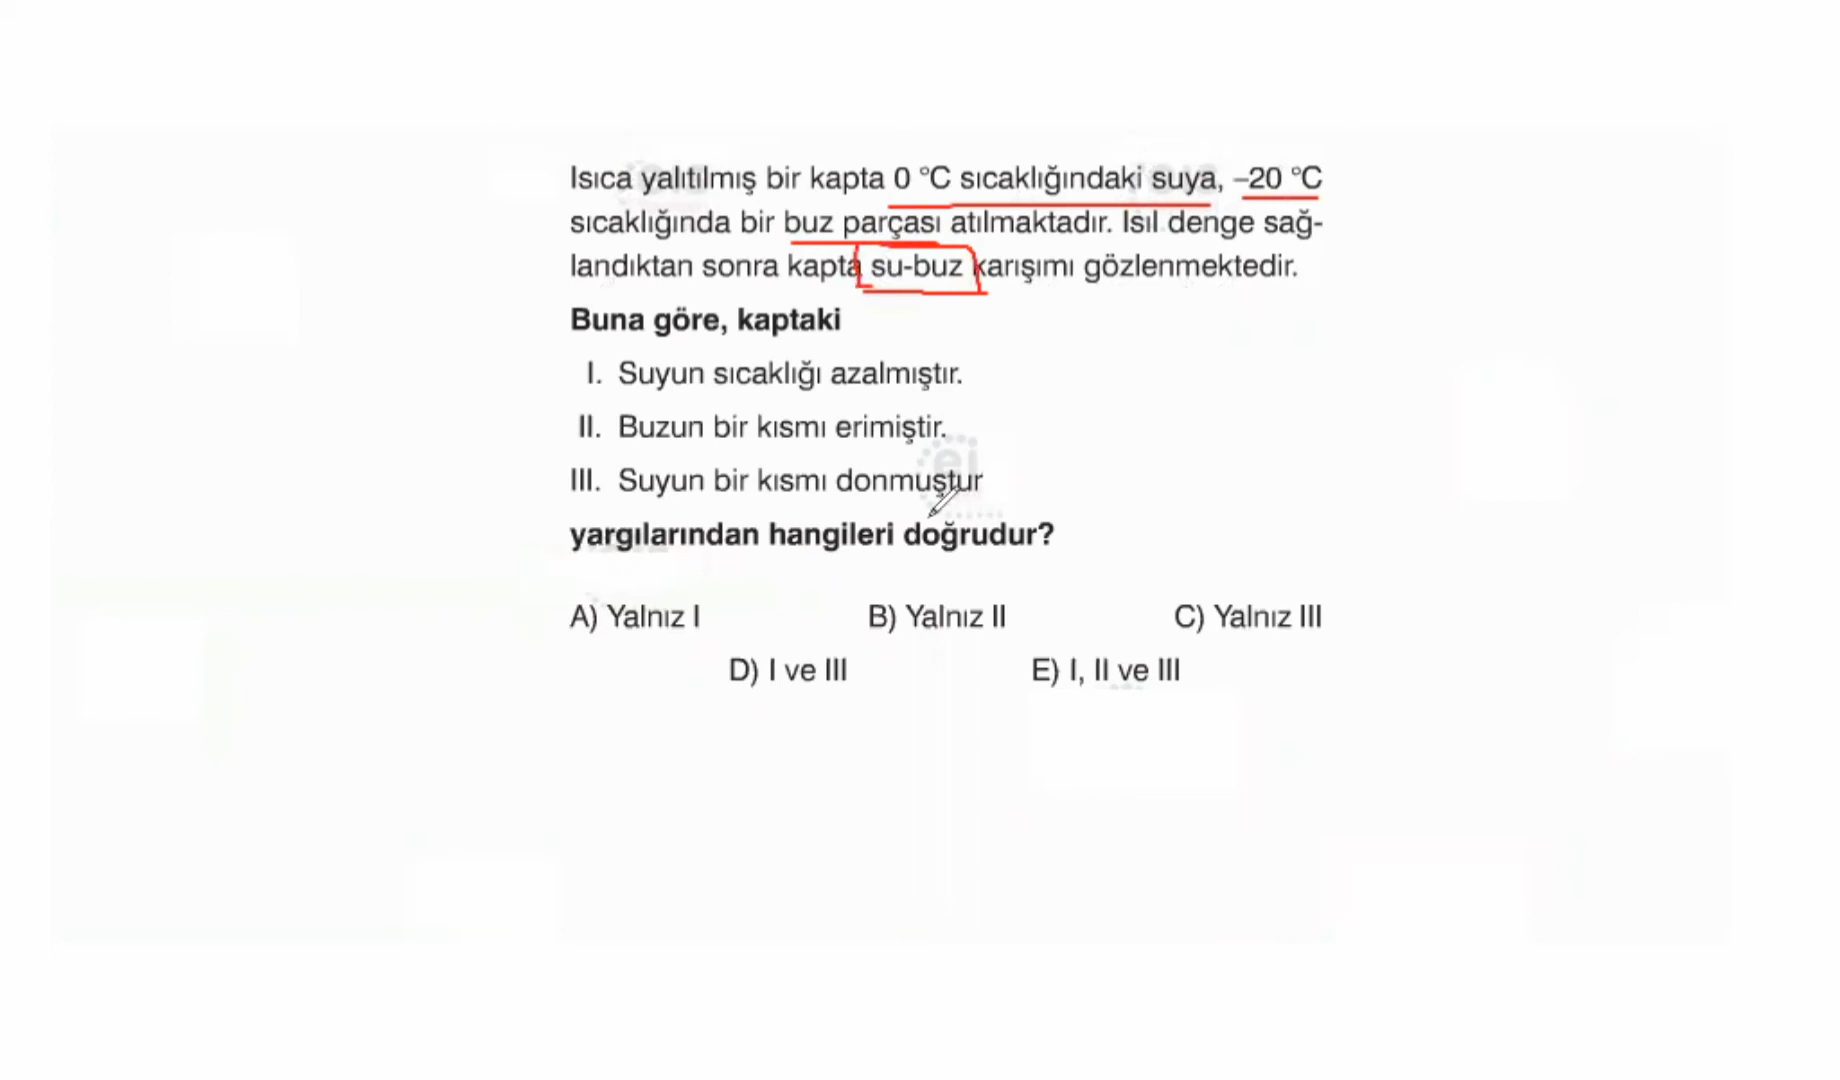 Isıca yalıtılmış bir kapta 0 °C sıcaklığındaki suya, –20 °C
sıcaklığında bir buz parçası atılmaktadır. Isıl denge sağ-
landıktan sonra kapta su-buz karışımı gözlenmektedir.
Buna göre, kaptaki
I. Suyun sıcaklığı azalmıştır.
II. Buzun bir kısmı erimiştir.
III. Suyun bir kısmı donmuştur
yargılarından hangileri doğrudur?
A) Yalnız I B) Yalnız II C) Yalnız III
D) I ve III E) I, II ve III